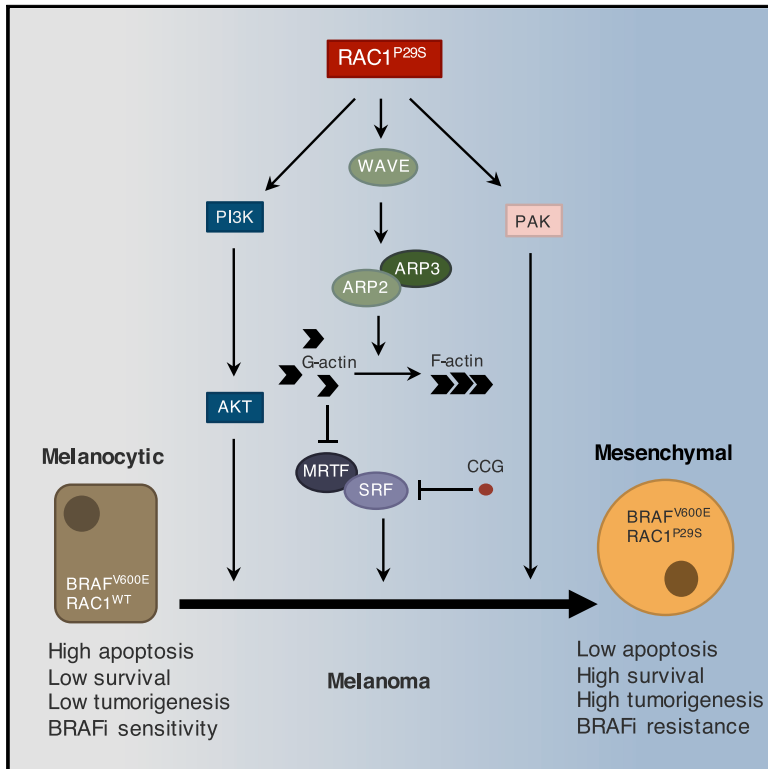 RAC1P29S
WAVE
PI3K
PAK
ARP3
ARP2
G-actin
F-actin
AKT
Melanocytic
MRTF
SRF
CCG
Mesenchymal
BRAFV600E
RAC1WT
BRAFV600E
RAC1P29S
High apoptosis
Low survival
Low tumorigenesis
BRAFi sensitivity
Melanoma
Low apoptosis
High survival
High tumorigenesis
BRAFi resistance